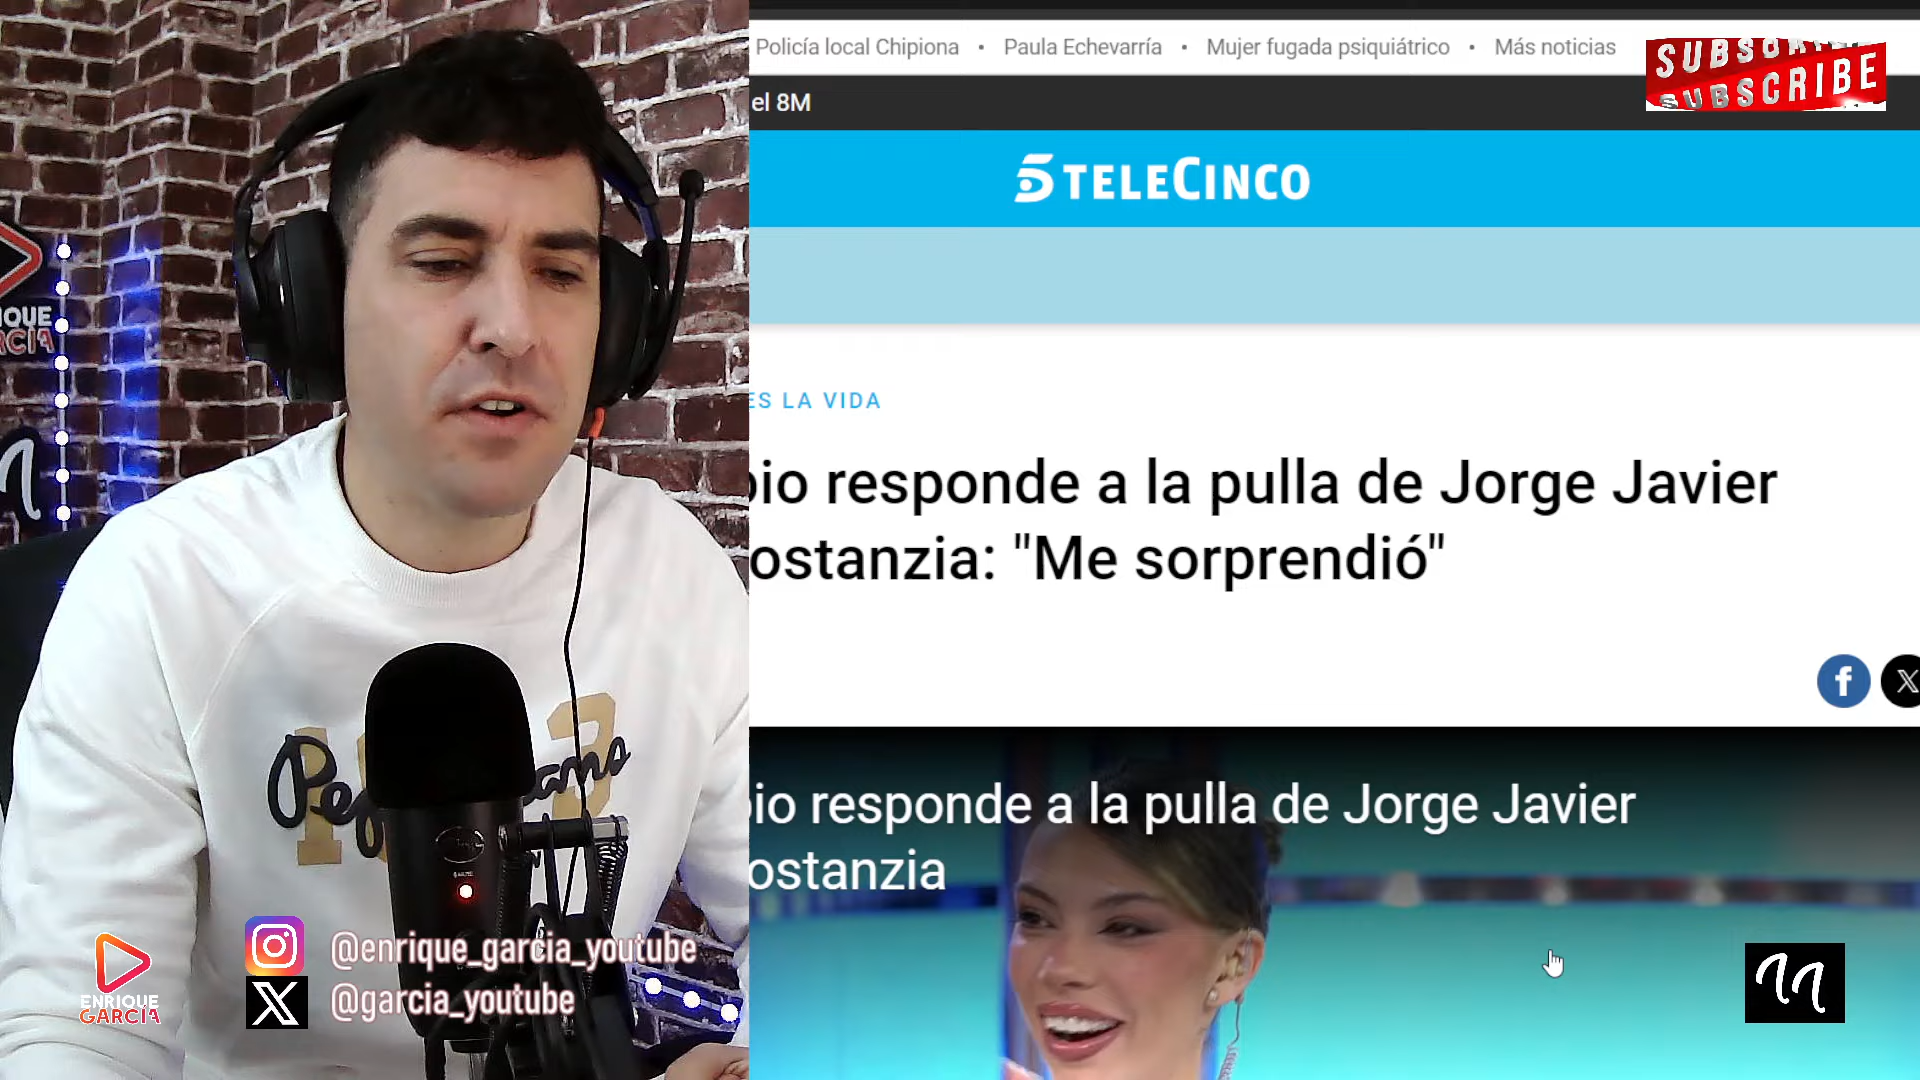 Policía local Chipiona • Paula Echevarría • Mujer fugada psiquiátrico • Más noticias
SUBSCRIBE
el 8M
5 TELECINCO
ES LA VIDA
bio responde a la pulla de Jorge Javier
ostanzia: "Me sorprendió"
bio responde a la pulla de Jorge Javier
ostanzia
@enrique_garcia_youtube
@garcia_youtube
ENRIQUE
GARCÍA